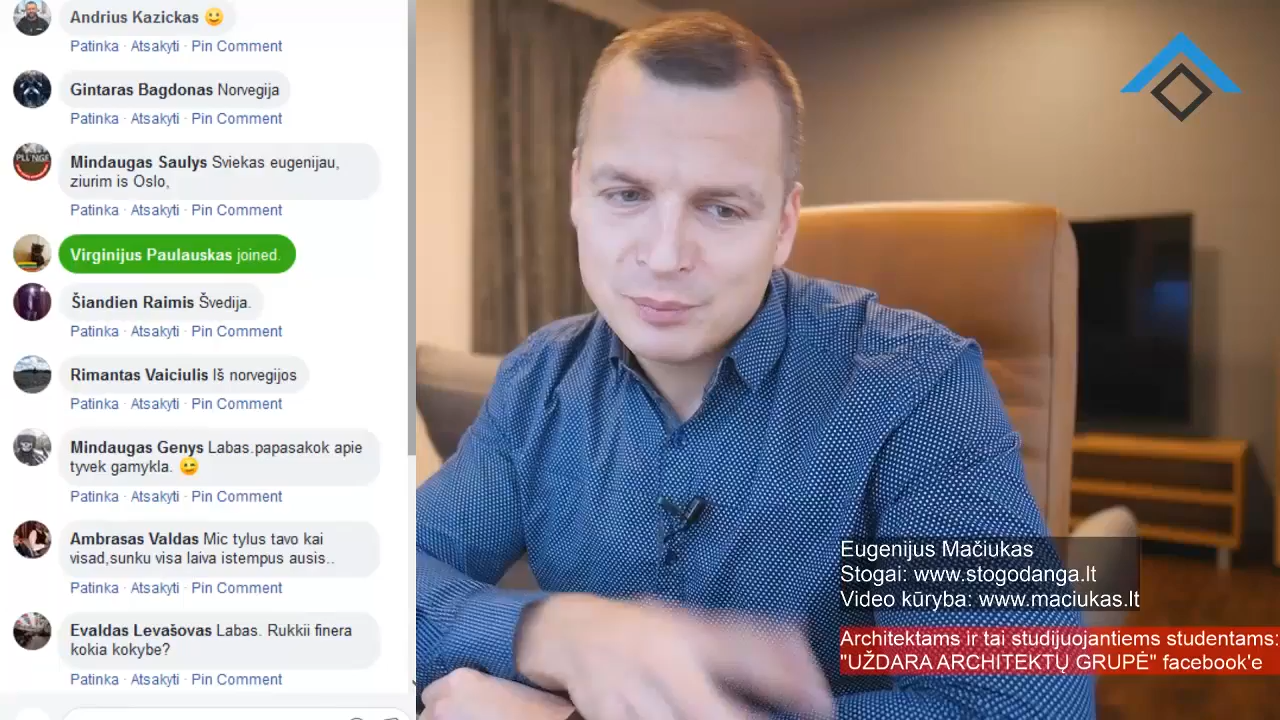 Andrius Kazickas
Patinka · Atsakyti · Pin Comment
Gintaras Bagdonas Norvegija
Patinka · Atsakyti · Pin Comment
Mindaugas Saulys Sviekas eugenijau,
ziurim is Oslo,
Patinka · Atsakyti · Pin Comment
Virginijus Paulauskas joined.
Šiandien Raimis Švedija.
Patinka · Atsakyti · Pin Comment
Rimantas Vaiciulis Iš norvegijos
Patinka · Atsakyti · Pin Comment
Mindaugas Genys Labas.papasakok apie
tyvek gamykla.
Patinka · Atsakyti · Pin Comment
Ambrasas Valdas Mic tylus tavo kai
visad,sunku visa laiva istempus ausis..
Patinka · Atsakyti · Pin Comment
Evaldas Levašovas Labas. Rukkii finera
kokia kokybe?
Patinka · Atsakyti · Pin Comment
Eugenijus Mačiukas
Stogai: www.stogodanga.lt
Video kūryba: www.maciukas.lt
Architektams ir tai studijuojantiems studentams:
"UŽDARA ARCHITEKTŲ GRUPĖ" facebook'e